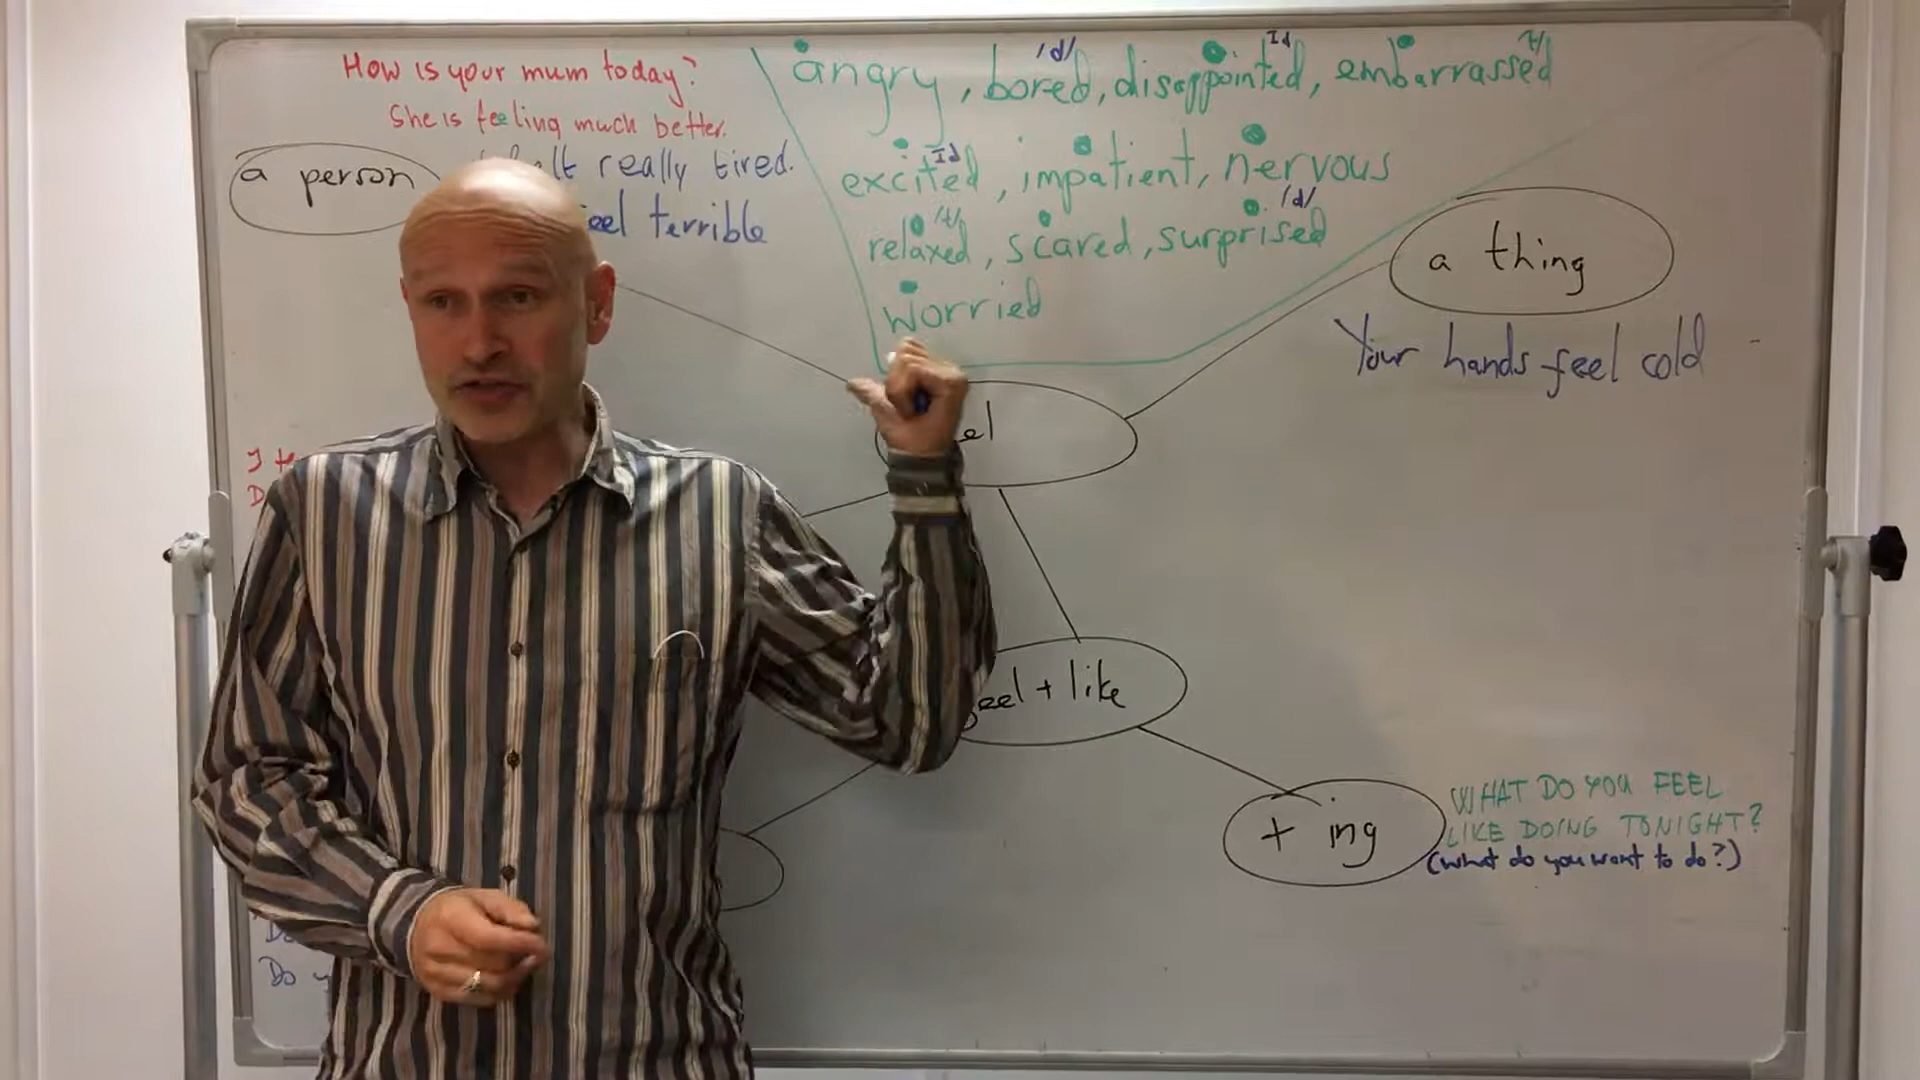 How is your mum today?
She is feeling much better.
a person
really tired.
terrible
angry, bored, disappointed, embarrassed
/d/
Id
/t/
excited, impatient, nervous
Id
relaxed, scared, surprised
/t/
/d/
worried
a thing
Your hands feel cold
+ like
+ ing
WHAT DO YOU FEEL
LIKE DOING TONIGHT?
(what do you want to do?)
I
Do